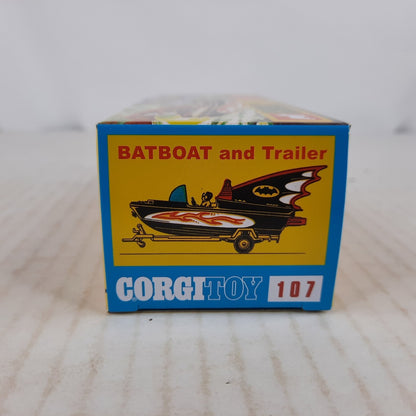 BATBOAT and Trailer
CORGITOY 107